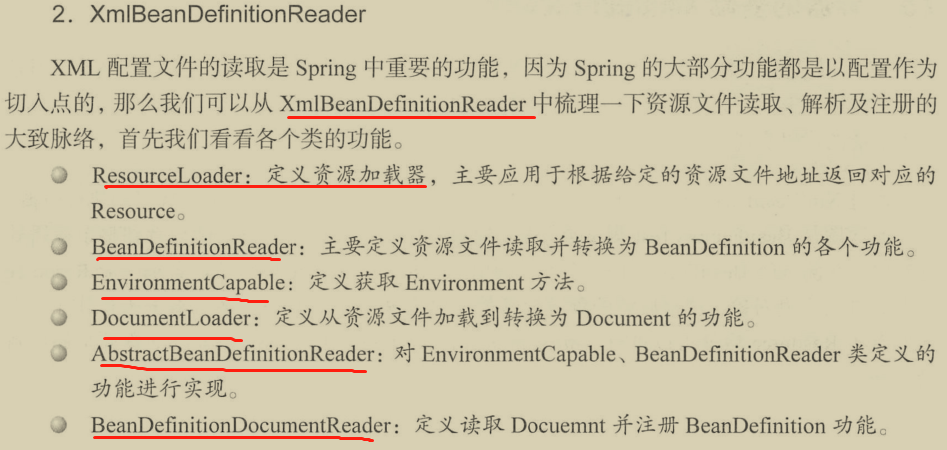 2．XmlBeanDefinitionReader
XML 配置文件的读取是 Spring 中重要的功能，因为 Spring 的大部分功能都是以配置作为
切入点的，那么我们可以从 XmlBeanDefinitionReader 中梳理一下资源文件读取、解析及注册的
大致脉络，首先我们看看各个类的功能。
ResourceLoader：定义资源加载器，主要应用于根据给定的资源文件地址返回对应的
Resource。
BeanDefinitionReader：主要定义资源文件读取并转换为 BeanDefinition 的各个功能。
EnvironmentCapable：定义获取 Environment 方法。
DocumentLoader：定义从资源文件加载到转换为 Document 的功能。
AbstractBeanDefinitionReader：对 EnvironmentCapable、BeanDefinitionReader 类定义的
功能进行实现。
BeanDefinitionDocumentReader：定义读取 Docuemnt 并注册 BeanDefinition 功能。